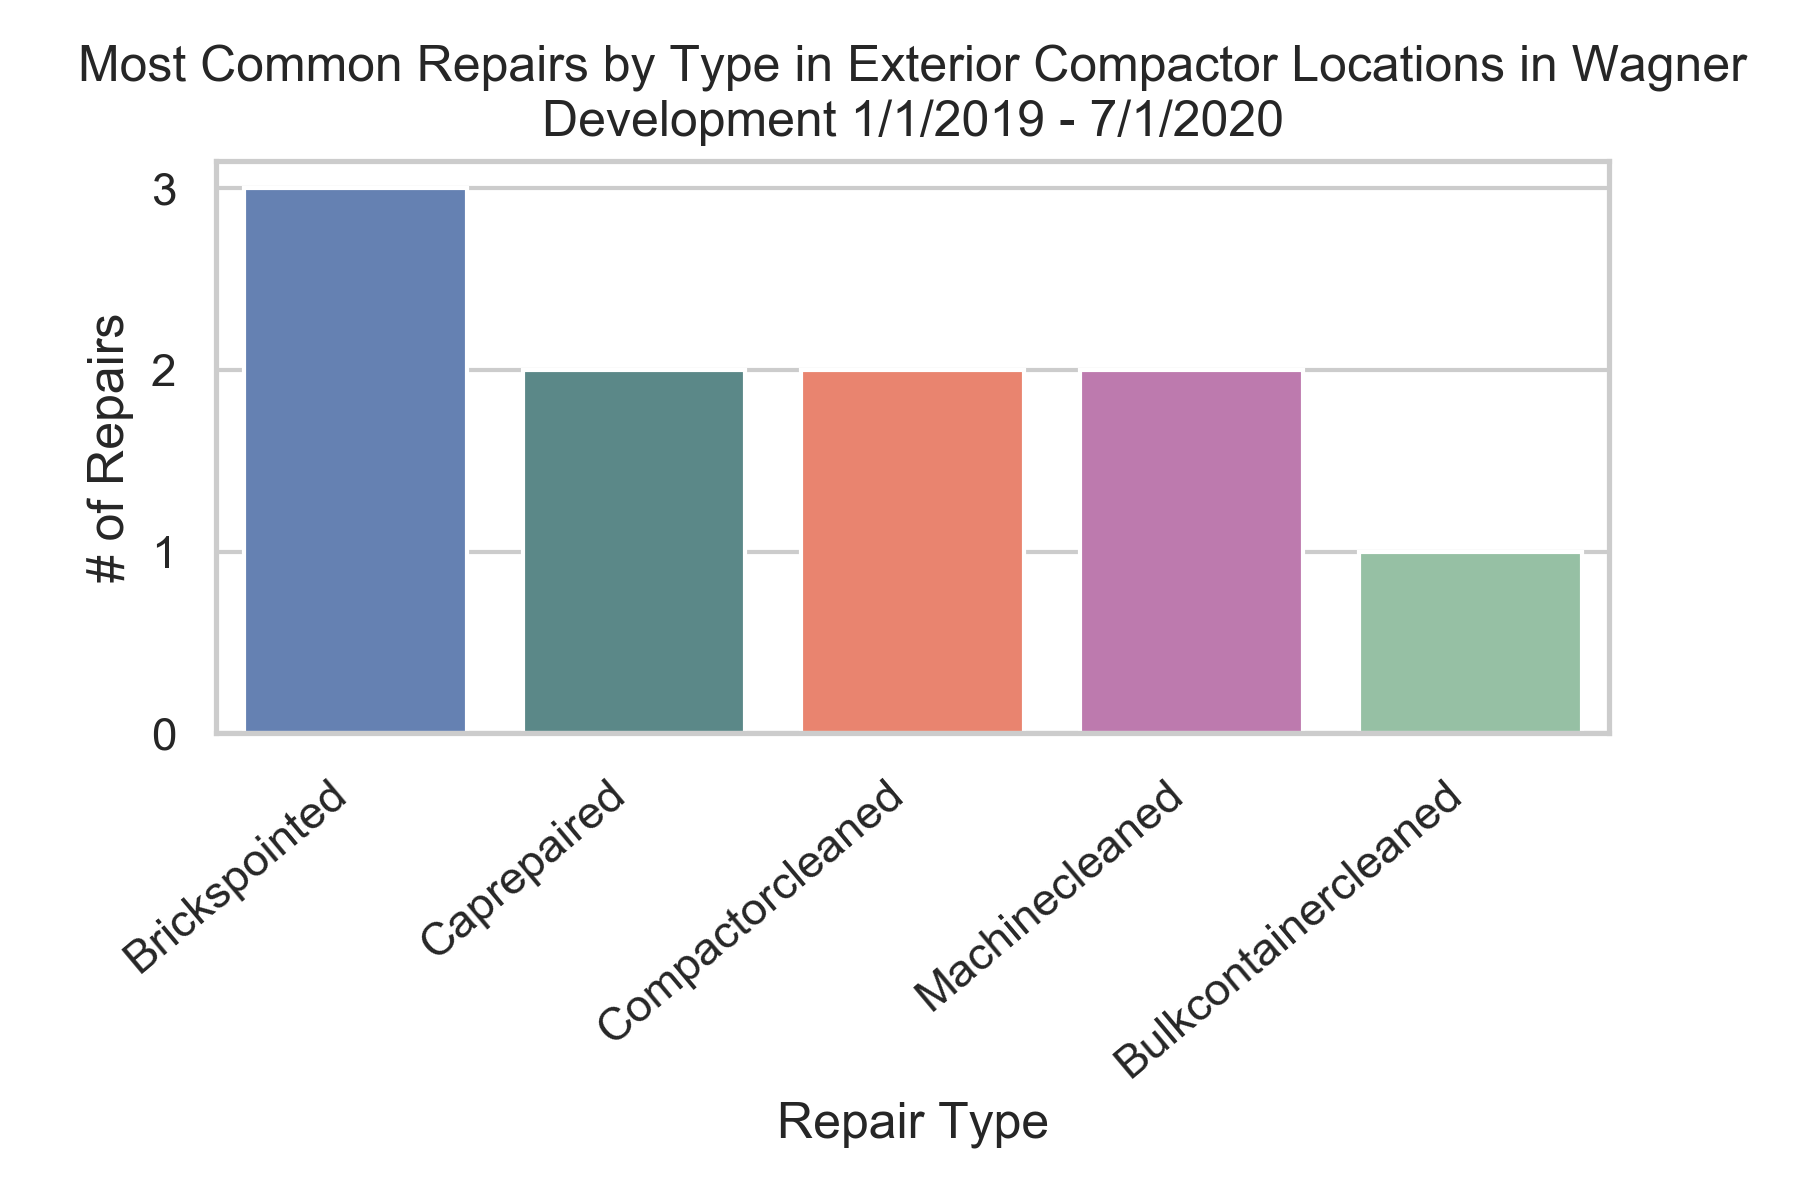 Most Common Repairs by Type in Exterior Compactor Locations in Wagner
Development 1/1/2019 - 7/1/2020
# of Repairs
3
2
1
0
Brickspointed
Caprepaired
Compactorcleaned
Machinecleaned
Bulkcontainercleaned
Repair Type